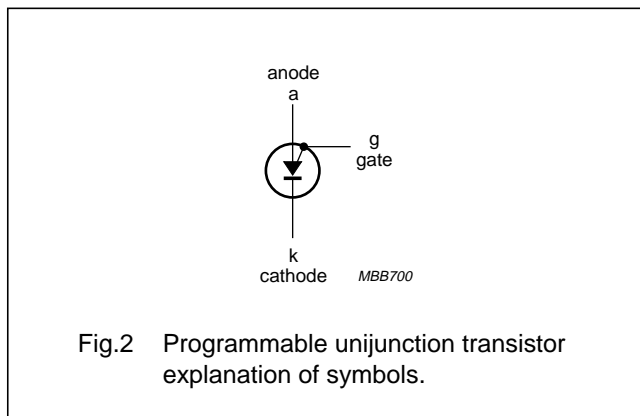 anode
a
g
gate
k
cathode
MBB700
Fig.2 Programmable unijunction transistor
explanation of symbols.